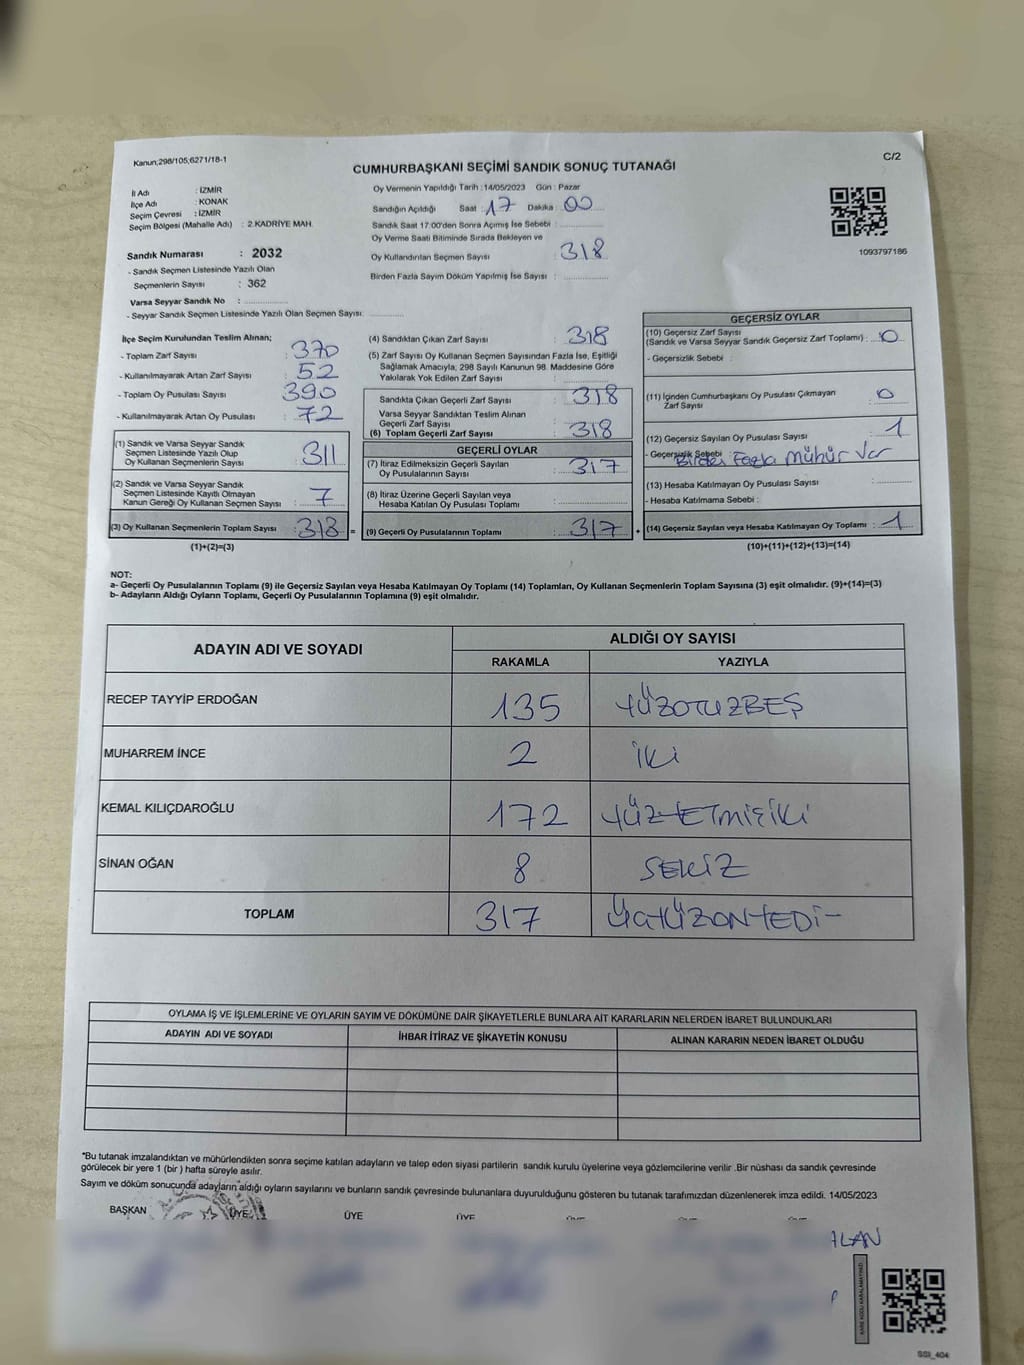 Kanun;298/105;6271/18-1
C/2
CUMHURBAŞKANI SEÇİMİ SANDIK SONUÇ TUTANAĞI
İl Adı : İZMİR
İlçe Adı : KONAK
Seçim Çevresi : İZMİR
Seçim Bölgesi (Mahalle Adı) : 2.KADRİYE MAH.
Sandık Numarası : 2032
- Sandık Seçmen Listesinde Yazılı Olan
Seçmenlerin Sayısı : 362
Varsa Seyyar Sandık No : ..............
- Seyyar Sandık Seçmen Listesinde Yazılı Olan Seçmen Sayısı: ............
Oy Vermenin Yapıldığı Tarih : 14/05/2023 Gün : Pazar
Sandığın Açıldığı Saat : 17 Dakika : 00
Sandık Saat 17:00'den Sonra Açımış İse Sebebi : ..............
Oy Verme Saati Bitiminde Sırada Bekleyen ve
Oy Kullandırılan Seçmen Sayısı : 318
Birden Fazla Sayım Döküm Yapılmış İse Sayısı : ..............
1093797186
İlçe Seçim Kurulundan Teslim Alınan;
- Toplam Zarf Sayısı : 370
- Kullanılmayarak Artan Zarf Sayısı : 52
- Toplam Oy Pusulası Sayısı : 390
- Kullanılmayarak Artan Oy Pusulası : 72
(1) Sandık ve Varsa Seyyar Sandık
Seçmen Listesinde Yazılı Olup
Oy Kullanan Seçmenlerin Sayısı : 311
(2) Sandık ve Varsa Seyyar Sandık
Seçmen Listesinde Kayıtlı Olmayan
Kanun Gereği Oy Kullanan Seçmen Sayısı : 7
(3) Oy Kullanan Seçmenlerin Toplam Sayısı : 318 =
(1)+(2)=(3)
(4) Sandıktan Çıkan Zarf Sayısı : 318
(5) Zarf Sayısı Oy Kullanan Seçmen Sayısından Fazla İse, Eşitliği
Sağlamak Amacıyla; 298 Sayılı Kanunun 98. Maddesine Göre
Yakılarak Yok Edilen Zarf Sayısı : ..............
Sandıkta Çıkan Geçerli Zarf Sayısı : 318
Varsa Seyyar Sandıktan Teslim Alınan
Geçerli Zarf Sayısı :
(6) Toplam Geçerli Zarf Sayısı : 318
GEÇERLİ OYLAR
(7) İtiraz Edilmeksizin Geçerli Sayılan
Oy Pusulalarının Sayısı : 317
(8) İtiraz Üzerine Geçerli Sayılan veya
Hesaba Katılan Oy Pusulaları Toplamı : ..............
(9) Geçerli Oy Pusulalarının Toplamı : 317 +
GEÇERSİZ OYLAR
(10) Geçersiz Zarf Sayısı
(Sandık ve Varsa Seyyar Sandık Geçersiz Zarf Toplamı) : 0
- Geçersizlik Sebebi :
(11) İçinden Cumhurbaşkanı Oy Pusulası Çıkmayan
Zarf Sayısı : 0
(12) Geçersiz Sayılan Oy Pusulası Sayısı : 1
- Geçersizlik Sebebi : Birden Fazla Mühür Var
(13) Hesaba Katılmayan Oy Pusulası Sayısı : ..............
- Hesaba Katılmama Sebebi :
(14) Geçersiz Sayılan veya Hesaba Katılmayan Oy Toplamı : 1
(10)+(11)+(12)+(13)=(14)
NOT:
a- Geçerli Oy Pusulalarının Toplamı (9) ile Geçersiz Sayılan veya Hesaba Katılmayan Oy Toplamı (14) Toplamları, Oy Kullanan Seçmenlerin Toplam Sayısına (3) eşit olmalıdır. (9)+(14)=(3)
b- Adayların Aldığı Oyların Toplamı, Geçerli Oy Pusulalarının Toplamına (9) eşit olmalıdır.
ADAYIN ADI VE SOYADI
ALDIĞI OY SAYISI
RAKAMLA YAZIYLA
RECEP TAYYİP ERDOĞAN 135 YÜZOTUZBEŞ
MUHARREM İNCE 2 İKİ
KEMAL KILIÇDAROĞLU 172 YÜZYETMİŞİKİ
SİNAN OĞAN 8 SEKİZ
TOPLAM 317 ÜÇYÜZONYEDİ
OYLAMA İŞ VE İŞLEMLERİNE VE OYLARIN SAYIM VE DÖKÜMÜNE DAİR ŞİKAYETLERLE BUNLARA AİT KARARLARIN NELERDEN İBARET BULUNDUKLARI
ADAYIN ADI VE SOYADI İHBAR İTİRAZ VE ŞİKAYETİN KONUSU ALINAN KARARIN NEDEN İBARET OLDUĞU
*Bu tutanak imzalandıktan ve mühürlendikten sonra seçime katılan adayların ve talep eden siyasi partilerin sandık kurulu üyelerine veya gözlemcilerine verilir .Bir nüshası da sandık çevresinde
görülecek bir yere 1 (bir ) hafta süreyle asılır.
Sayım ve döküm sonucunda adayların aldığı oyların sayılarını ve bunların sandık çevresinde bulunanlara duyurulduğunu gösteren bu tutanak tarafımızdan düzenlenerek imza edildi. 14/05/2023
BAŞKAN ÜYE ÜYE ÜYE
SSI_404